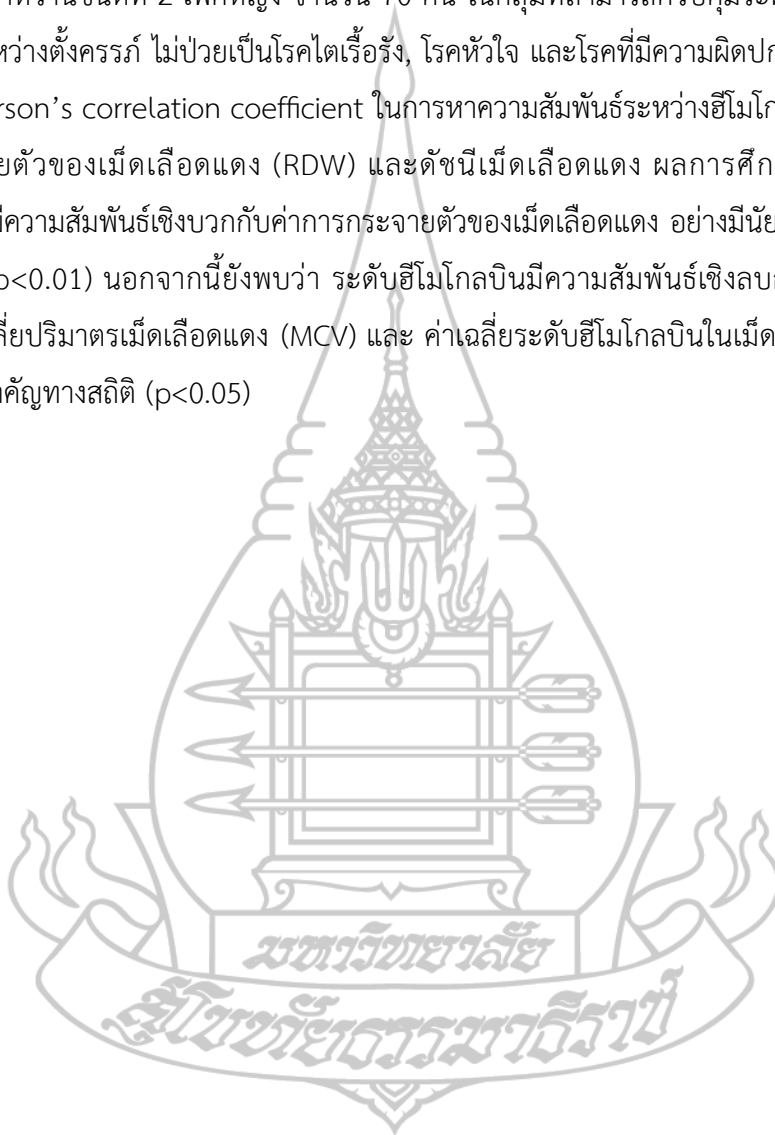 2 เพศหญิง จำนวน 70 คน ในกลุ่มที่สามารถควบคุมระ
หว่างตั้งครรภ์ ไม่ป่วยเป็นโรคไตเรื้อรัง, โรคหัวใจ และโรคที่มีความผิดปก
rson's correlation coefficient ในการหาความสัมพันธ์ระหว่างฮีโมโก
ยตัวของเม็ดเลือดแดง (RDW) และดัชนีเม็ดเลือดแดง ผลการศึก
มีความสัมพันธ์เชิงบวกกับค่าการกระจายตัวของเม็ดเลือดแดง อย่างมีนัย
p<0.01) นอกจากนี้ยังพบว่า ระดับฮีโมโกลบินมีความสัมพันธ์เชิงลบ
ลี่ยปริมาตรเม็ดเลือดแดง (MCV) และ ค่าเฉลี่ยระดับฮีโมโกลบินในเม็ด
าคัญทางสถิติ (p<0.05)
มหาวิทยาลัย
สุโขทัยธรรมาธิราช